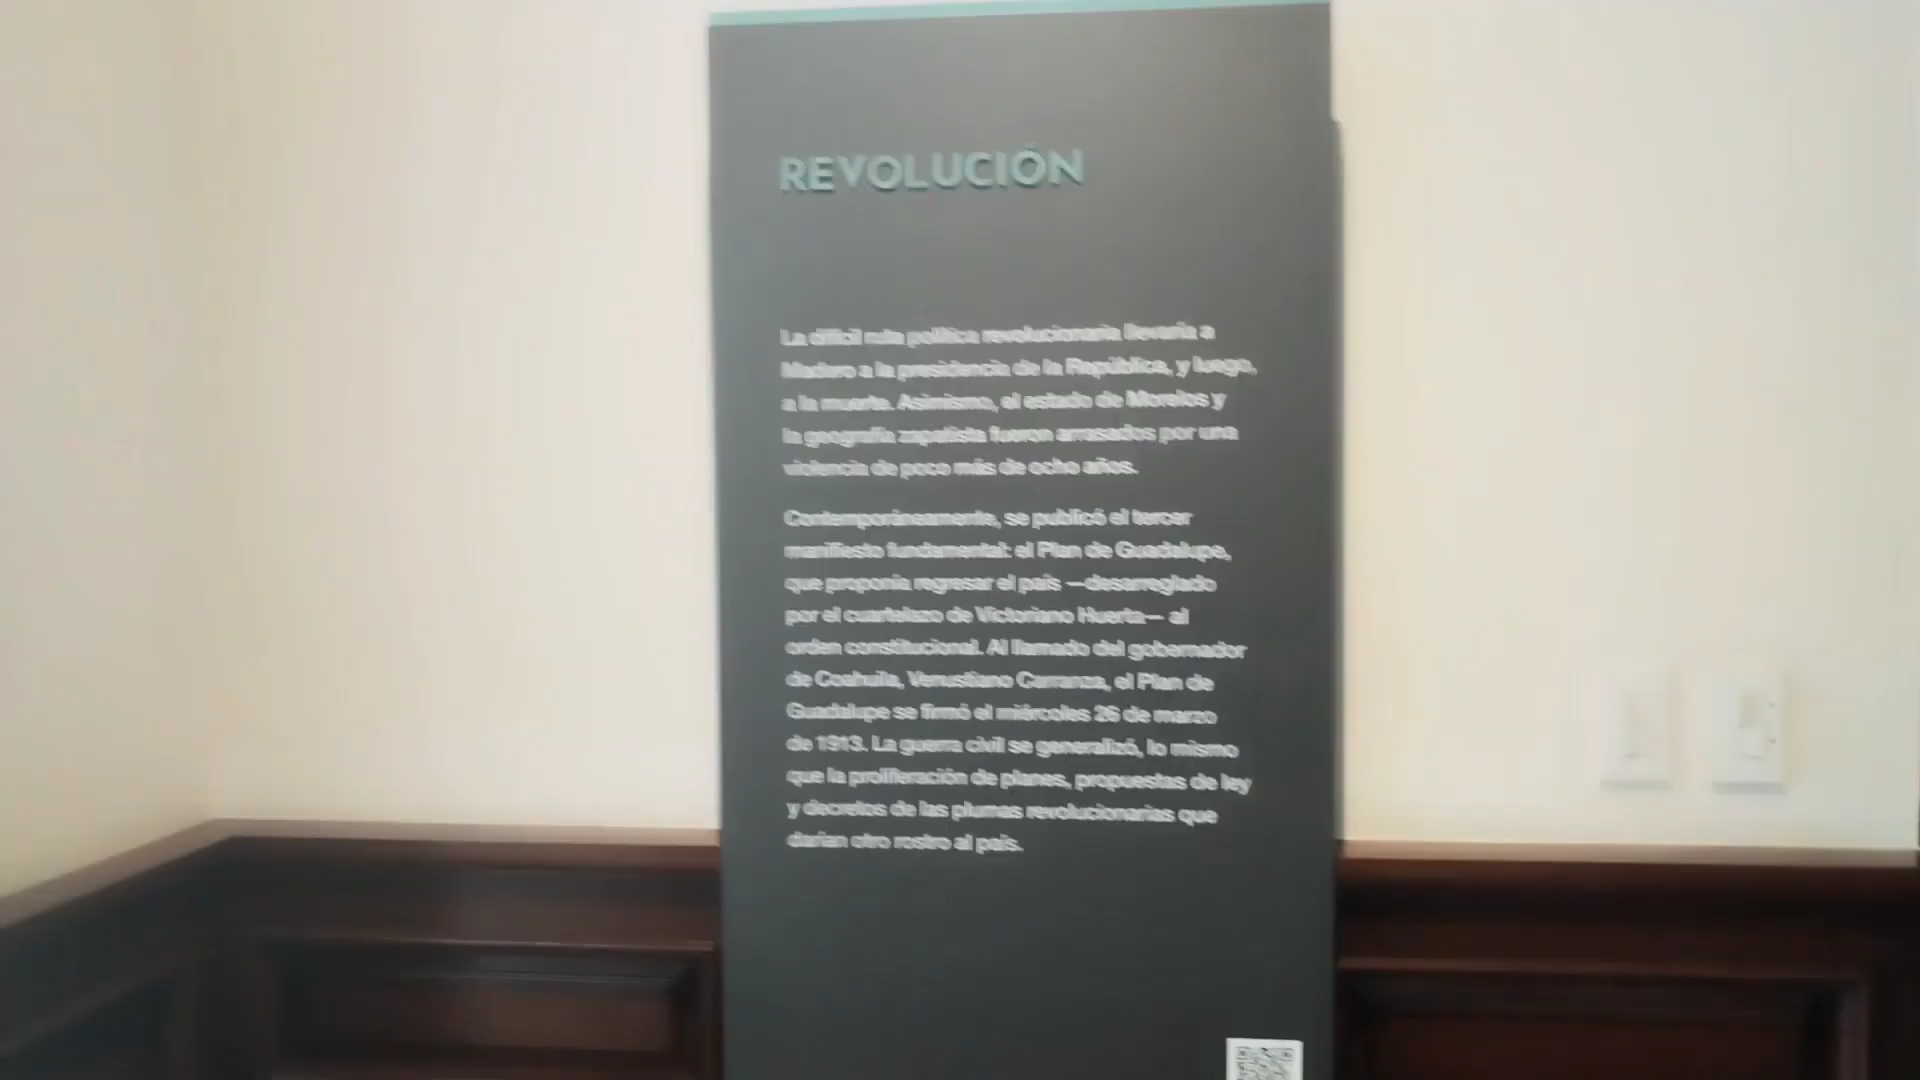 REVOLUCIÓN
La difícil ruta política revolucionaria llevaría a
Madero a la presidencia de la República, y luego,
a la muerte. Asimismo, el estado de Morelos y
la geografía zapatista fueron arrasados por una
violencia de poco más de ocho años.
Contemporáneamente, se publicó el tercer
manifiesto fundamental: el Plan de Guadalupe,
que proponía regresar el país —desarreglado
por el cuartelazo de Victoriano Huerta— al
orden constitucional. Al llamado del gobernador
de Coahuila, Venustiano Carranza, el Plan de
Guadalupe se firmó el miércoles 26 de marzo
de 1913. La guerra civil se generalizó, lo mismo
que la proliferación de planes, propuestas de ley
y decretos de las plumas revolucionarias que
darían otro rostro al país.